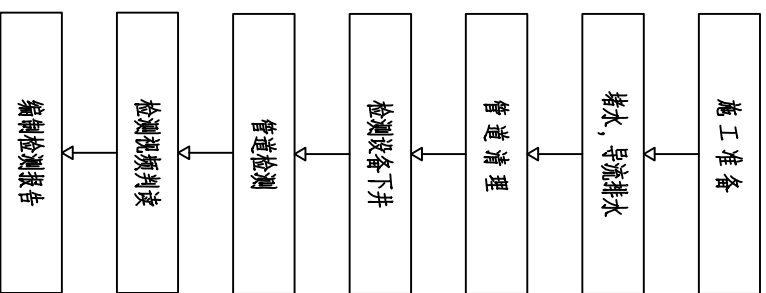 施工准备
堵水，导流排水
管道清理
检测设备下井
管道检测
检测视频判读
编制检测报告